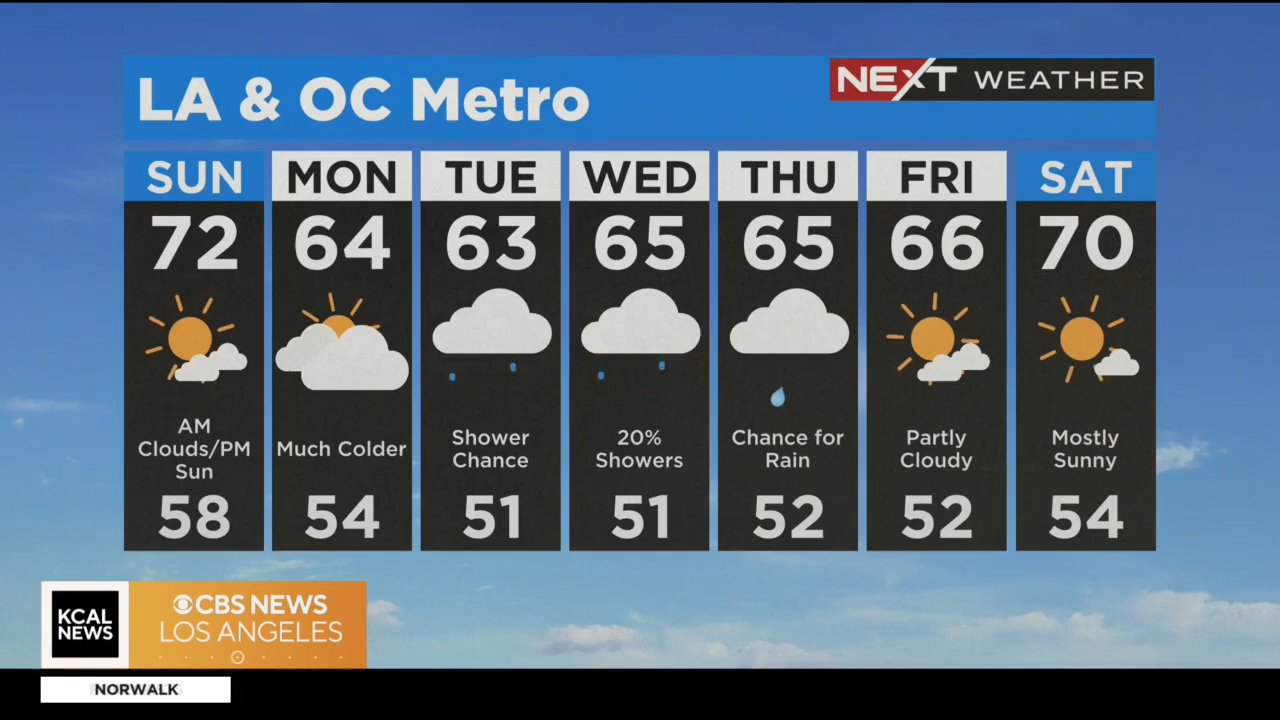 LA & OC Metro
NEXT WEATHER
SUN
MON
TUE
WED
THU
FRI
SAT
72
64
63
65
65
66
70
AM
Clouds/PM
Sun
Much Colder
Shower
Chance
20%
Showers
Chance for
Rain
Partly
Cloudy
Mostly
Sunny
58
54
51
51
52
52
54
KCAL
NEWS
CBS NEWS
LOS ANGELES
NORWALK